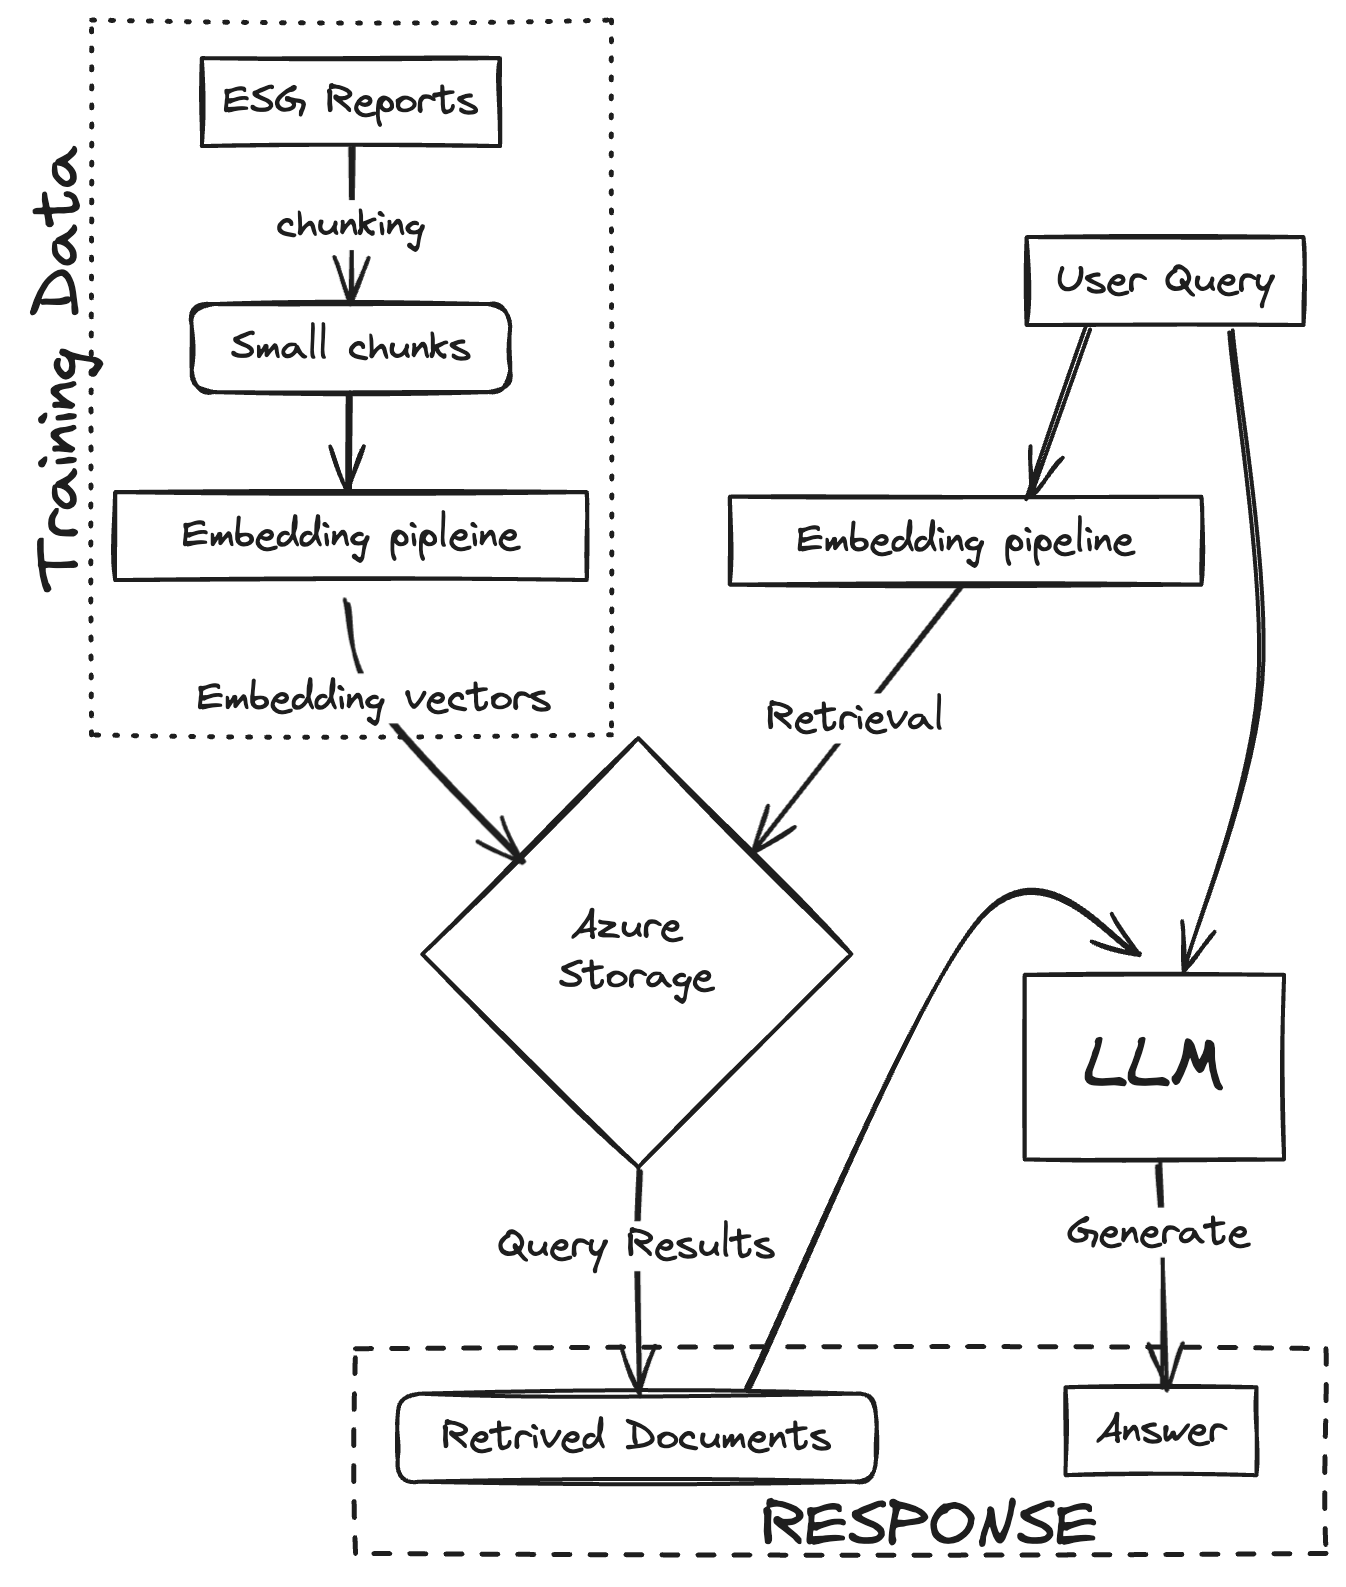 Training Data
ESG Reports
chunking
Small chunks
Embedding pipleine
Embedding vectors
User Query
Embedding pipeline
Retrieval
Azure
Storage
LLM
Query Results
Generate
Retrived Documents
Answer
RESPONSE